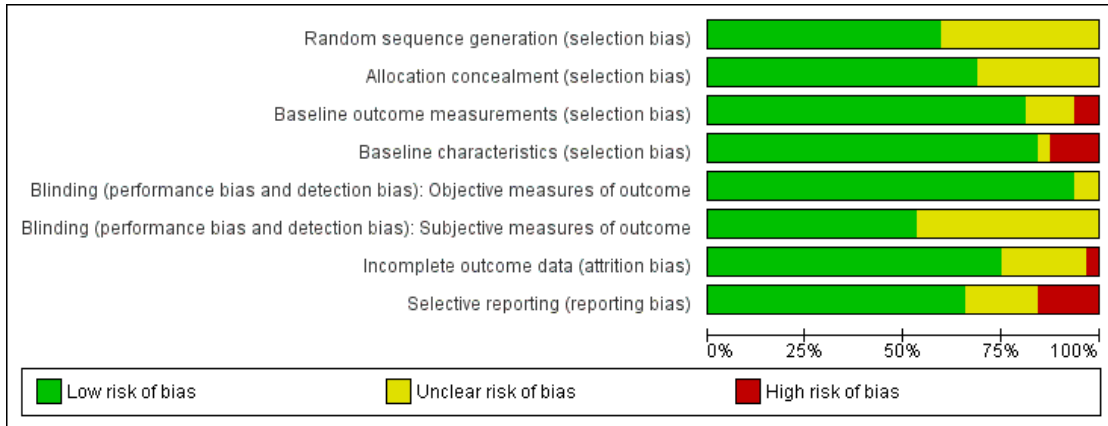 Random sequence generation (selection bias)
Allocation concealment (selection bias)
Baseline outcome measurements (selection bias)
Baseline characteristics (selection bias)
Blinding (performance bias and detection bias): Objective measures of outcome
Blinding (performance bias and detection bias): Subjective measures of outcome
Incomplete outcome data (attrition bias)
Selective reporting (reporting bias)
0% 25% 50% 75% 100%
Low risk of bias Unclear risk of bias High risk of bias